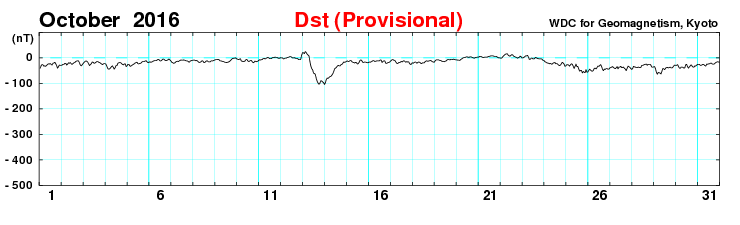 October 2016 Dst (Provisional) WDC for Geomagnetism, Kyoto
(nT)
0
- 100
- 200
- 300
- 400
- 500
1 6 11 16 21 26 31